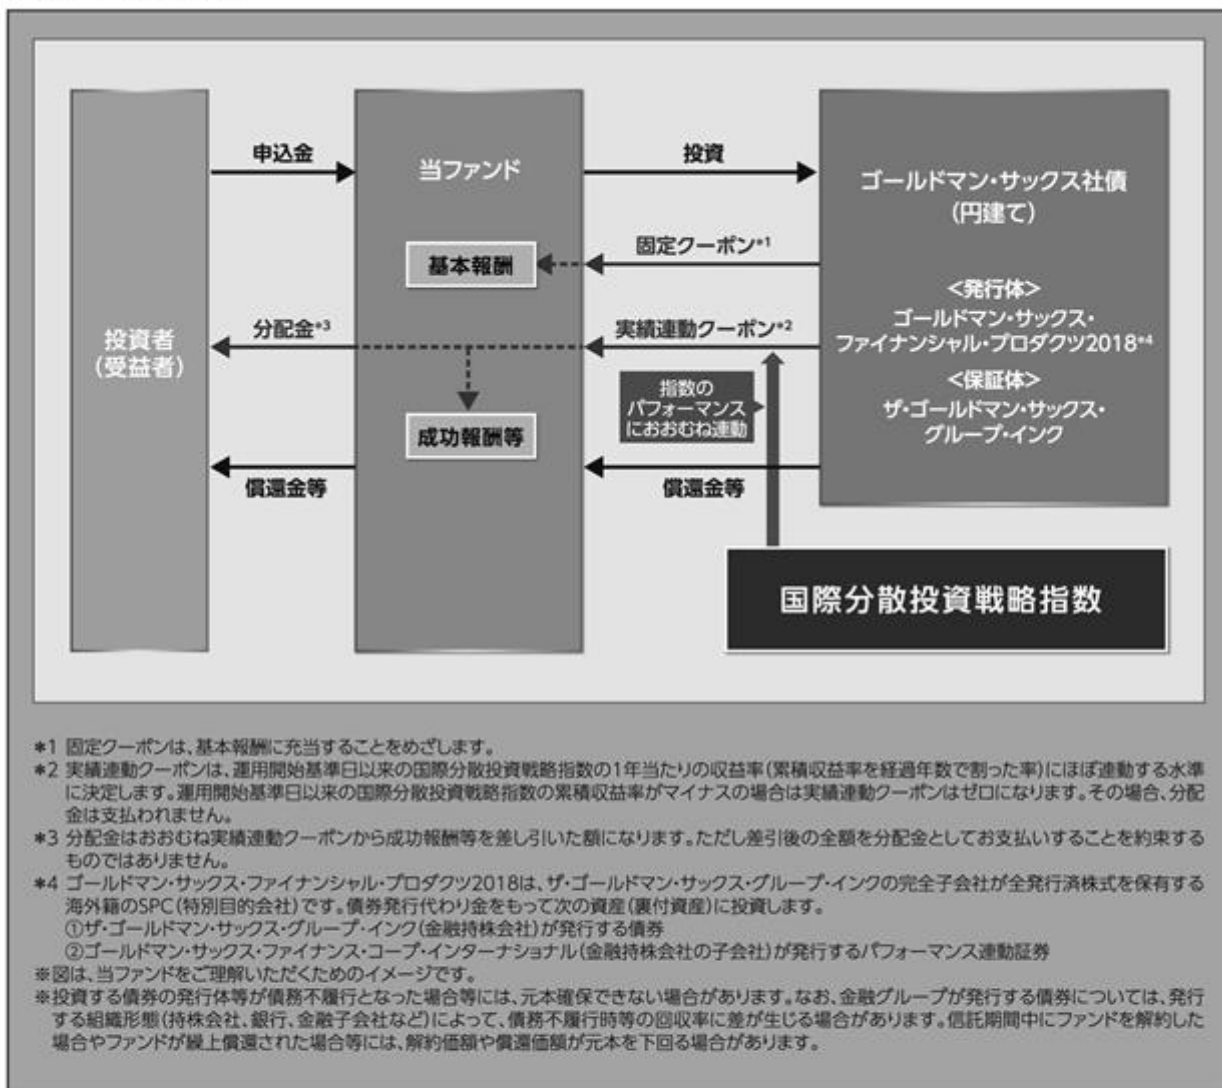 申込金
当ファンド
投資
ゴールドマン・サックス社債
(円建て)
固定クーポン*1
基本報酬
<発行体>
ゴールドマン・サックス・
ファイナンシャル・プロダクツ2018*4
投資者
(受益者)
分配金*3
実績連動クーポン*2
<保証体>
ザ・ゴールドマン・サックス・
グループ・インク
指数の
パフォーマンス
におおむね連動
成功報酬等
償還金等
償還金等
国際分散投資戦略指数
*1 固定クーポンは、基本報酬に充当することをめざします。
*2 実績連動クーポンは、運用開始基準日以来の国際分散投資戦略指数の1年当たりの収益率(累積収益率を経過年数で割った率)にほぼ連動する水準
に決定します。運用開始基準日以来の国際分散投資戦略指数の累積収益率がマイナスの場合は実績連動クーポンはゼロになります。その場合、分配
金は支払われません。
*3 分配金はおおむね実績連動クーポンから成功報酬等を差し引いた額になります。ただし差引後の全額を分配金としてお支払いすることを約束する
ものではありません。
*4 ゴールドマン・サックス・ファイナンシャル・プロダクツ2018は、ザ・ゴールドマン・サックス・グループ・インクの完全子会社が全発行済株式を保有する
海外籍のSPC(特別目的会社)です。債券発行代わり金をもって次の資産(裏付資産)に投資します。
①ザ・ゴールドマン・サックス・グループ・インク(金融持株会社)が発行する債券
②ゴールドマン・サックス・ファイナンス・コープ・インターナショナル(金融持株会社の子会社)が発行するパフォーマンス連動証券
※図は、当ファンドをご理解いただくためのイメージです。
※投資する債券の発行体等が債務不履行となった場合等には、元本確保できない場合があります。なお、金融グループが発行する債券については、発行
する組織形態(持株会社、銀行、金融子会社など)によって、債務不履行時等の回収率に差が生じる場合があります。信託期間中にファンドを解約した
場合やファンドが繰上償還された場合等には、解約価額や償還価額が元本を下回る場合があります。